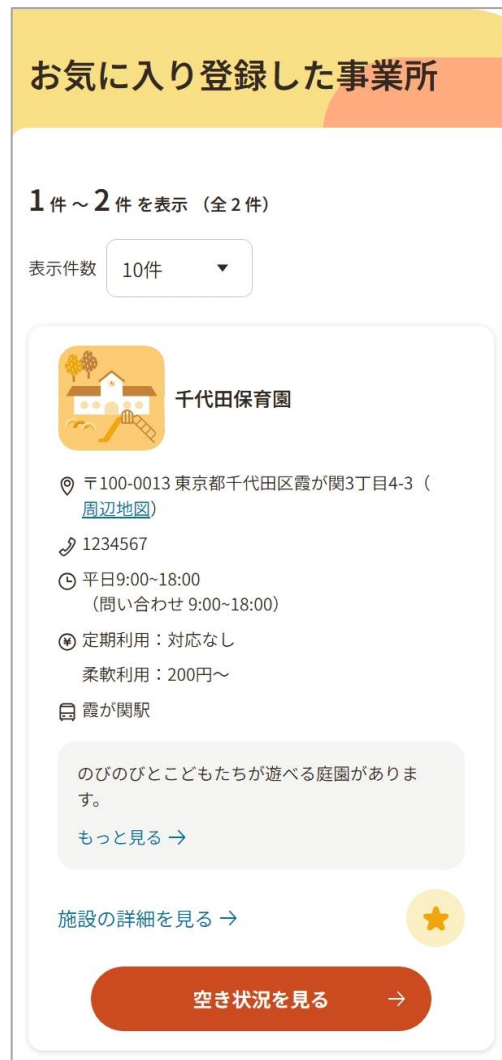 お気に入り登録した事業所
1 件 ～ 2 件 を表示 （全 2 件）
表示件数 10件
千代田保育園
〒100-0013 東京都千代田区霞が関3丁目4-3（
周辺地図）
1234567
平日9:00~18:00
（問い合わせ 9:00~18:00）
定期利用：対応なし
柔軟利用：200円～
霞が関駅
のびのびとこどもたちが遊べる庭園がありま
す。
もっと見る →
施設の詳細を見る →
空き状況を見る →